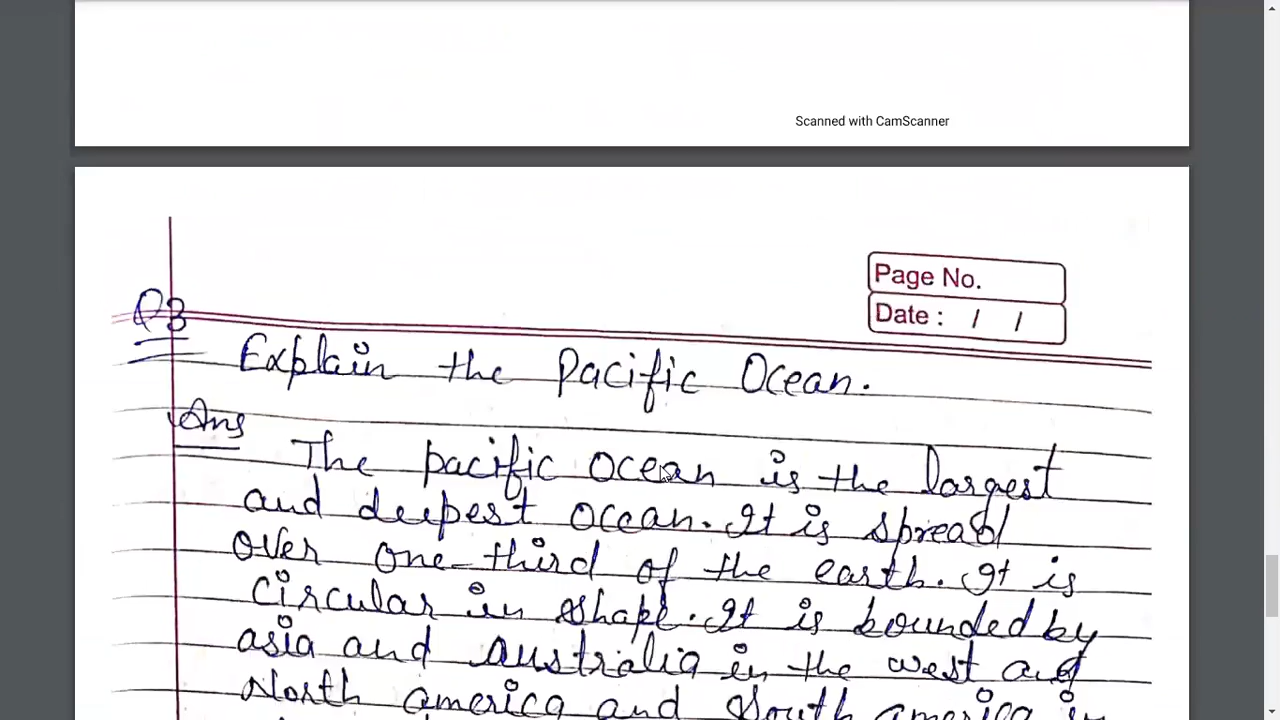 Scanned with CamScanner
Page No.
Date : / /
Q3
Explain the Pacific Ocean.
Ans
The pacific ocean is the largest
and deepest ocean. It is spread
over one-third of the earth. It is
circular in shape. It is bounded by
asia and australia in the west and
North america and South america in